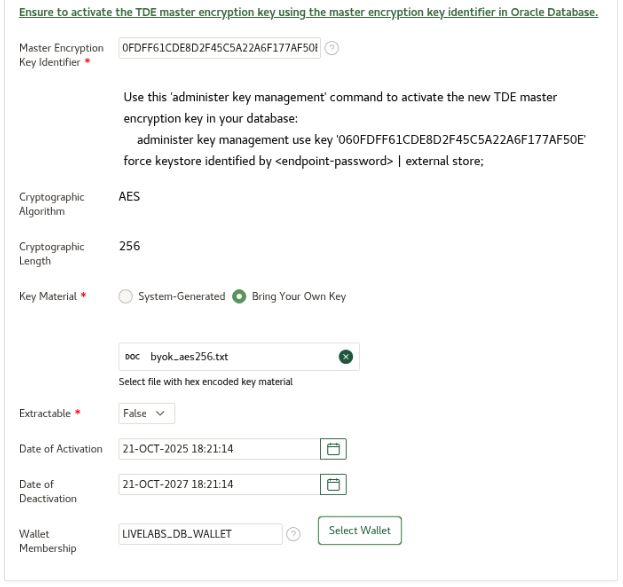 Ensure to activate the TDE master encryption key using the master encryption key identifier in Oracle Database.
Master Encryption
Key Identifier *
0FDFF61CDE8D2F45C5A22A6F177AF50E
Use this 'administer key management' command to activate the new TDE master
encryption key in your database:
administer key management use key '060FDFF61CDE8D2F45C5A22A6F177AF50E'
force keystore identified by <endpoint-password> | external store;
Cryptographic
Algorithm
AES
Cryptographic
Length
256
Key Material *
System-Generated
Bring Your Own Key
DOC byok_aes256.txt
Select file with hex encoded key material
Extractable *
False
Date of Activation
21-OCT-2025 18:21:14
Date of
Deactivation
21-OCT-2027 18:21:14
Wallet
Membership
LIVELABS_DB_WALLET
Select Wallet